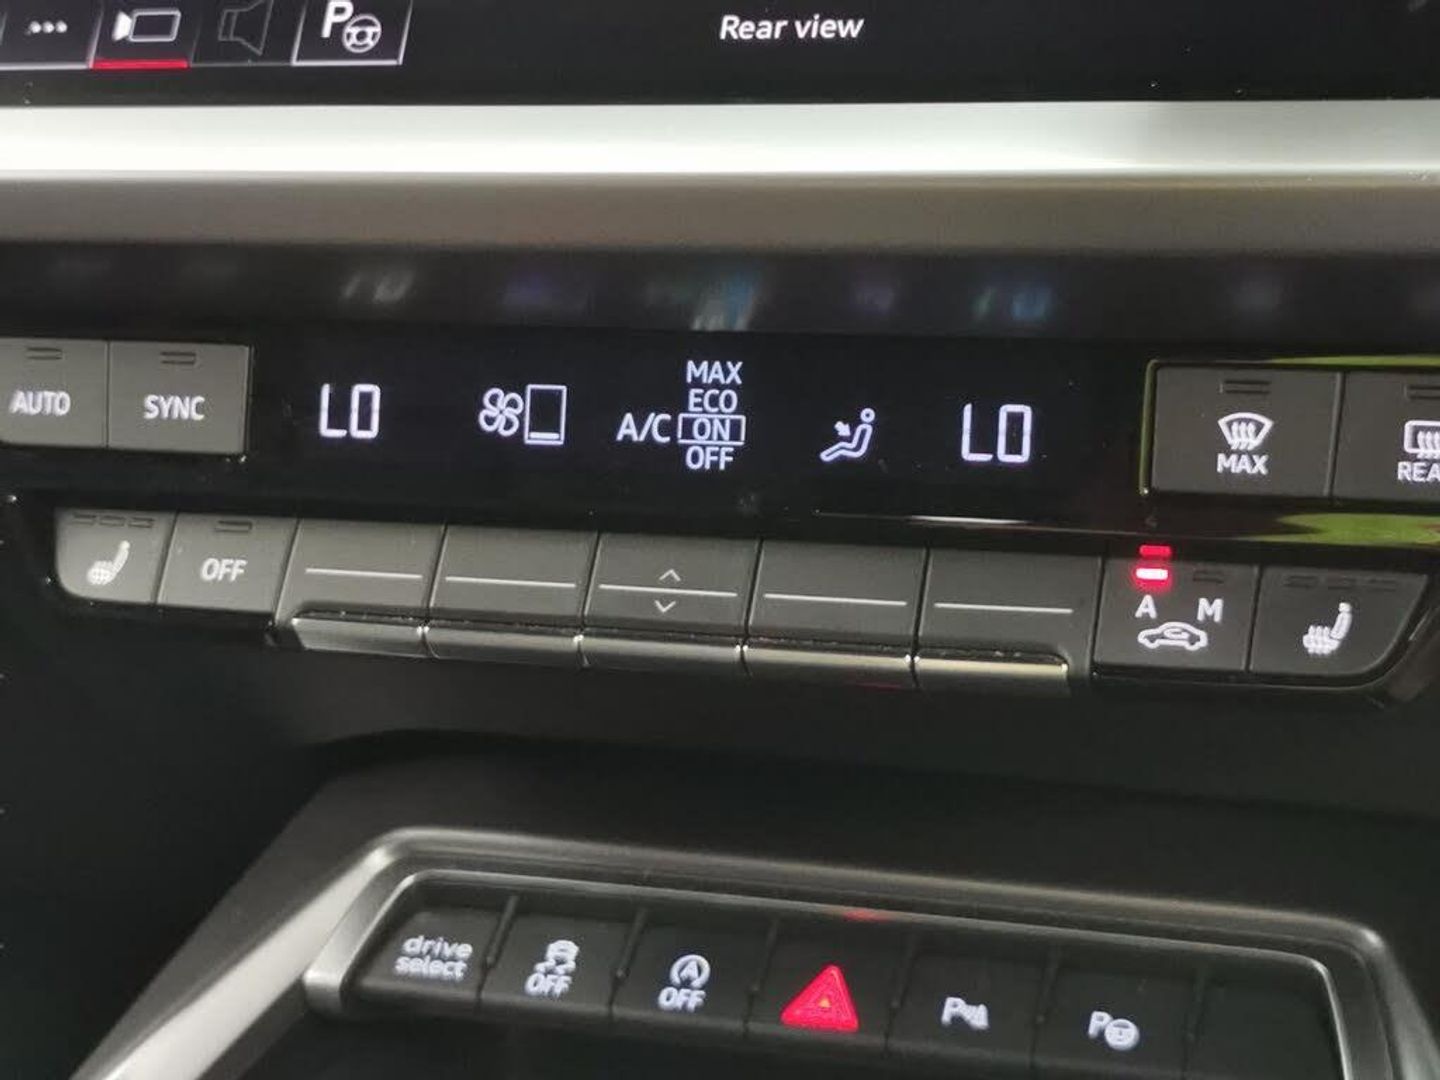 P
Rear view
AUTO
SYNC
LO
A/C
MAX
ECO
ON
OFF
LO
MAX
REA
OFF
A M
drive
select
OFF
A
OFF
P
P